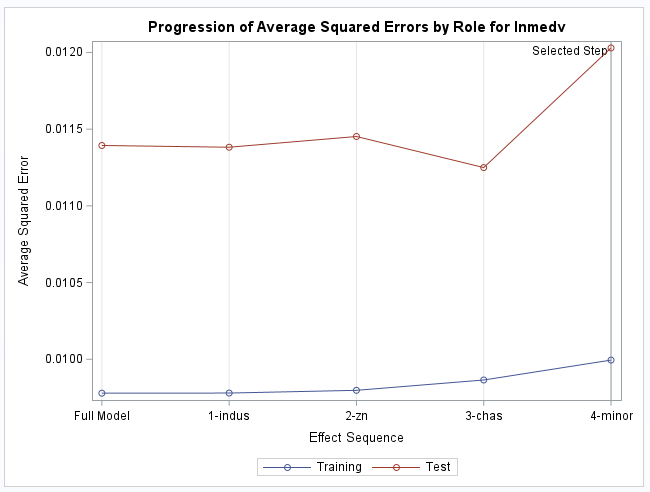 Progression of Average Squared Errors by Role for lnmedv
Selected Step
0.0120
0.0115
0.0110
0.0105
0.0100
Average Squared Error
Full Model 1-indus 2-zn 3-chas 4-minor
Effect Sequence
Training Test